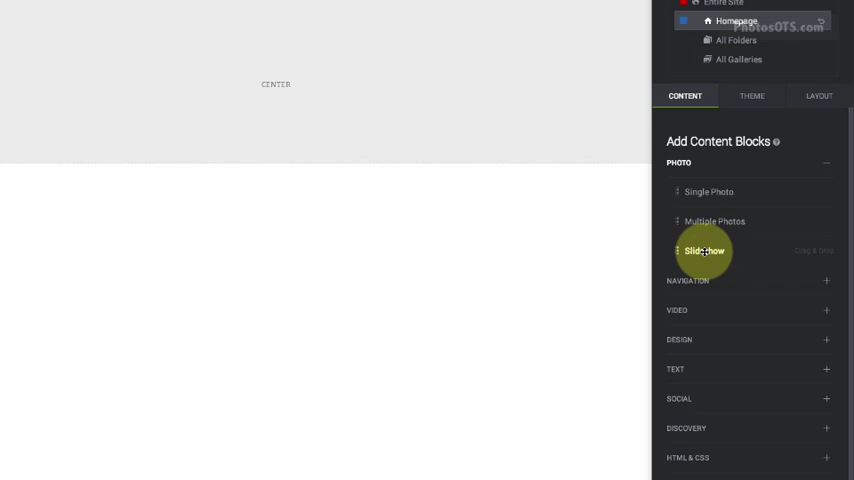 Entire Site
Homepage
PhotosOTS.com
All Folders
All Galleries
CENTER
CONTENT THEME LAYOUT
Add Content Blocks ?
PHOTO
Single Photo
Multiple Photos
Slideshow Drag & Drop
NAVIGATION
VIDEO
DESIGN
TEXT
SOCIAL
DISCOVERY
HTML & CSS